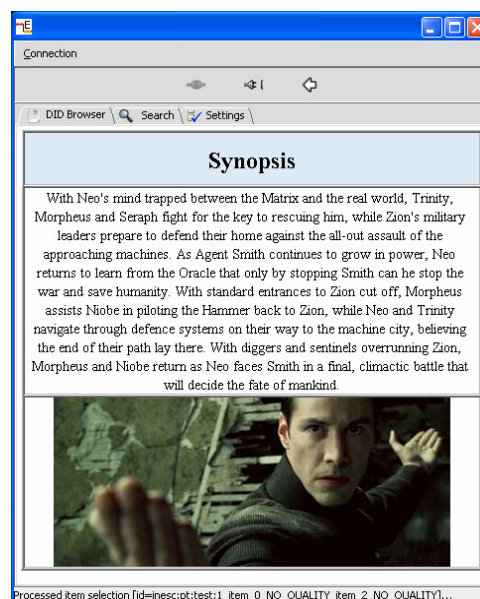 Connection
DID Browser
Search
Settings
Synopsis
With Neo's mind trapped between the Matrix and the real world, Trinity,
Morpheus and Seraph fight for the key to rescuing him, while Zion's military
leaders prepare to defend their home against the all-out assault of the
approaching machines. As Agent Smith continues to grow in power, Neo
returns to learn from the Oracle that only by stopping Smith can he stop the
war and save humanity. With standard entrances to Zion cut off, Morpheus
assists Niobe in piloting the Hammer back to Zion, while Neo and Trinity
navigate through defence systems on their way to the machine city, believing
the end of their path lay there. With diggers and sentinels overrunning Zion,
Morpheus and Niobe return as Neo faces Smith in a final, climactic battle that
will decide the fate of mankind.
Processed item selection [id=inesc:pt:test:1_item_0_NO_QUALITY_item_2_NO_QUALITY]...